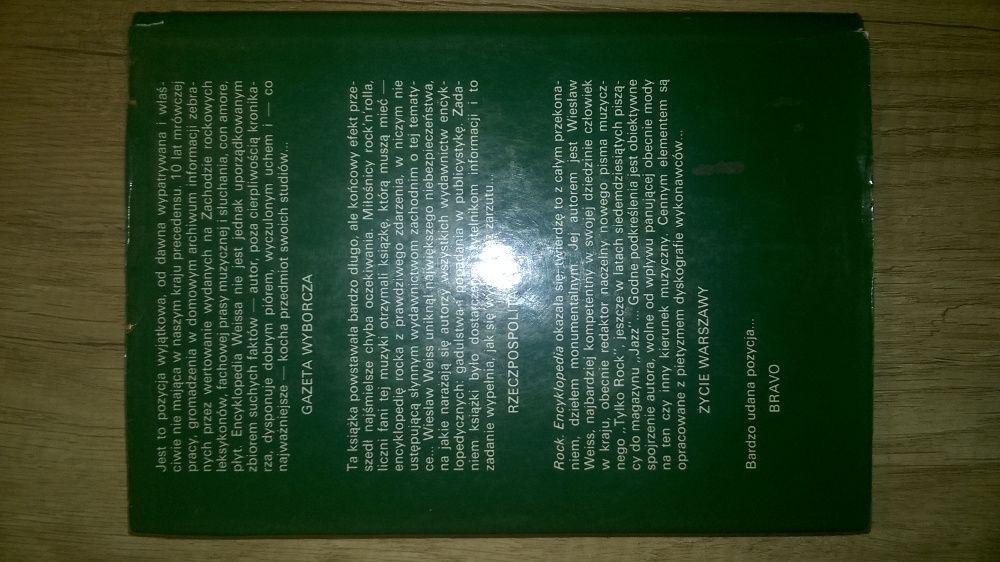 Jest to pozycja wyjątkowa, od dawna wypatrywana i właś-
ciwie nie mająca w naszym kraju precedensu. 10 lat mrówczej
pracy, gromadzenia w domowym archiwum informacji zebra-
nych przez wertowanie wydanych na Zachodzie rockowych
leksykonów, fachowej prasy muzycznej i słuchania, con amore,
płyt. Encyklopedia Weissa nie jest jednak uporządkowanym
zbiorem suchych faktów — autor, poza cierpliwością kronika-
rza, dysponuje dobrym piórem, wyczulonym uchem i — co
najważniejsze — kocha przedmiot swoich studiów...
GAZETA WYBORCZA
Ta książka powstawała bardzo długo, ale końcowy efekt prze-
szedł najśmielsze chyba oczekiwania. Miłośnicy rock'n'rolla,
liczni fani tej muzyki otrzymali książkę, którą muszą mieć —
encyklopedię rocka z prawdziwego zdarzenia, w niczym nie
ustępującą słynnym wydawnictwom zachodnim o tej tematy-
ce... Wiesław Weiss uniknął największego niebezpieczeństwa,
na jakie narażają się autorzy wszystkich wydawnictw encyk-
lopedycznych: gadulstwa i popadania w publicystykę. Zada-
niem książki było dostarczenie czytelnikom informacji i to
zadanie wypełnia, jak się zarzutu...
RZECZPOSPOLITA
Rock. Encyklopedia okazała się, twierdzę to z całym przekona-
niem, dziełem monumentalnym. Jej autorem jest Wiesław
Weiss, najbardziej kompetentny w swojej dziedzinie człowiek
w kraju, obecnie redaktor naczelny nowego pisma muzycz-
nego „Tylko Rock", jeszcze w latach siedemdziesiątych piszą-
cy do magazynu „Jazz"... Godne podkreślenia jest obiektywne
spojrzenie autora, wolne od wpływu panującej obecnie mody
na ten czy inny kierunek muzyczny. Cennym elementem są
opracowane z pietyzmem dyskografie wykonawców...
ŻYCIE WARSZAWY
Bardzo udana pozycja...
BRAVO